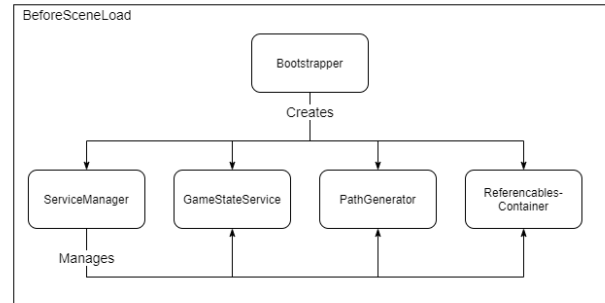 BeforeSceneLoad
Bootstrapper
Creates
ServiceManager
GameStateService
PathGenerator
Referencables-
Container
Manages